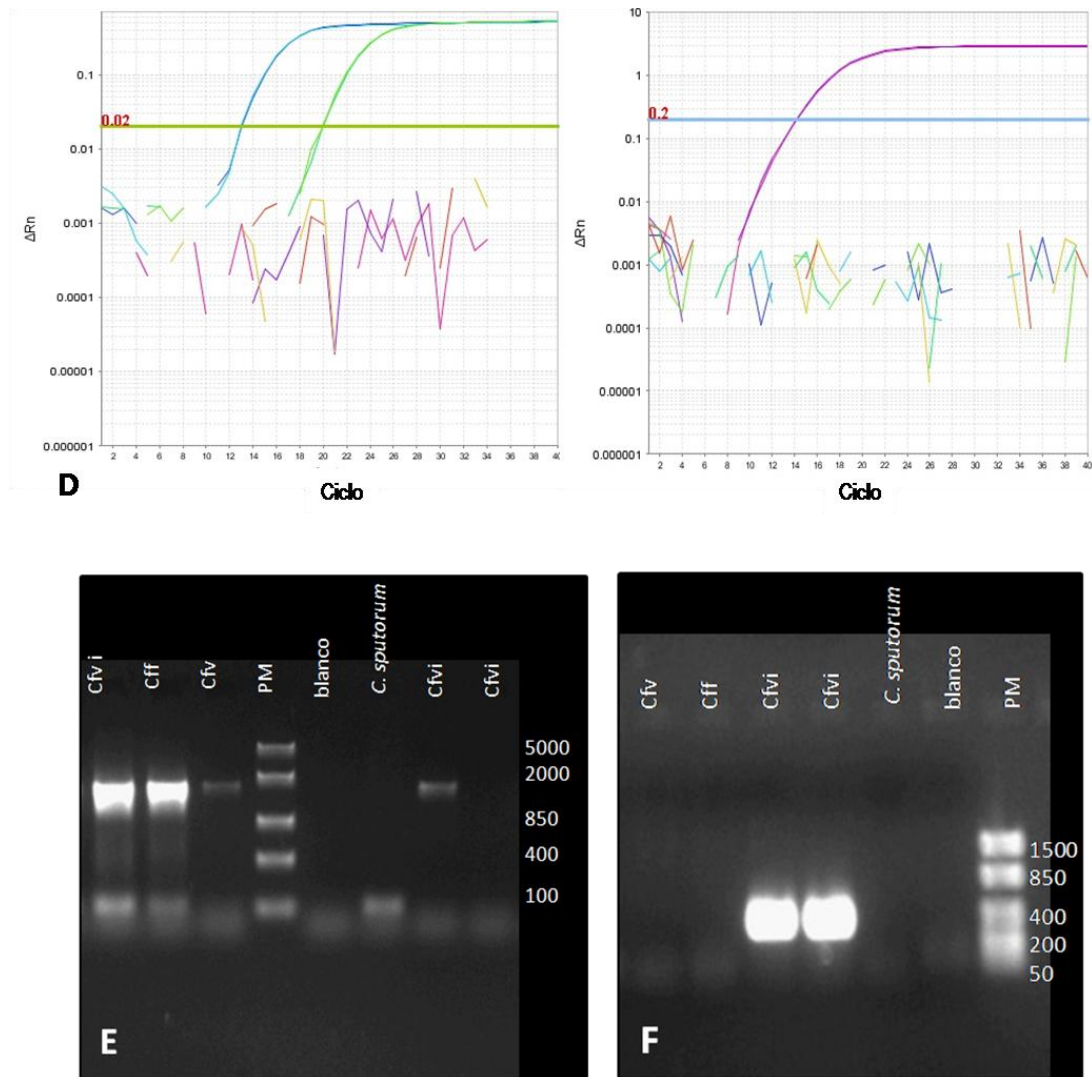 10
1
0.1
0.01
0.001
0.0001
0.00001
0.000001
0.02
ΔRn
2 4 6 8 10 12 14 16 18 20 22 24 26 28 30 32 34 36 38 40
Ciclo
D
0.1
0.01
0.001
0.0001
0.00001
0.000001
0.2
ΔRn
2 4 6 8 10 12 14 16 18 20 22 24 26 28 30 32 34 36 38 40
Ciclo
Cfv i
Cff
Cfv
PM
blanco
C. sputorum
Cfvi
Cfvi
5000
2000
850
400
100
E
Cfv
Cff
Cfvi
Cfvi
C. sputorum
blanco
PM
1500
850
400
200
50
F